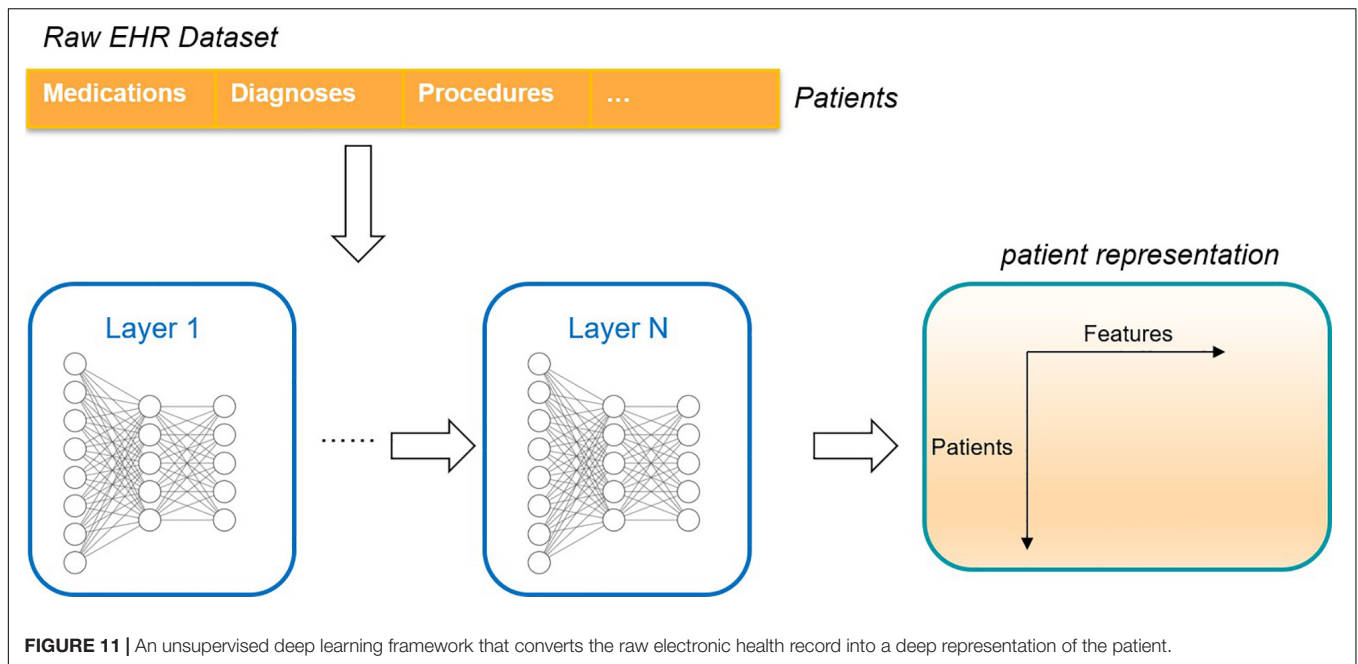 Raw EHR Dataset
Medications Diagnoses Procedures ...
Patients
Layer 1
......
Layer N
patient representation
Features
Patients
FIGURE 11 | An unsupervised deep learning framework that converts the raw electronic health record into a deep representation of the patient.